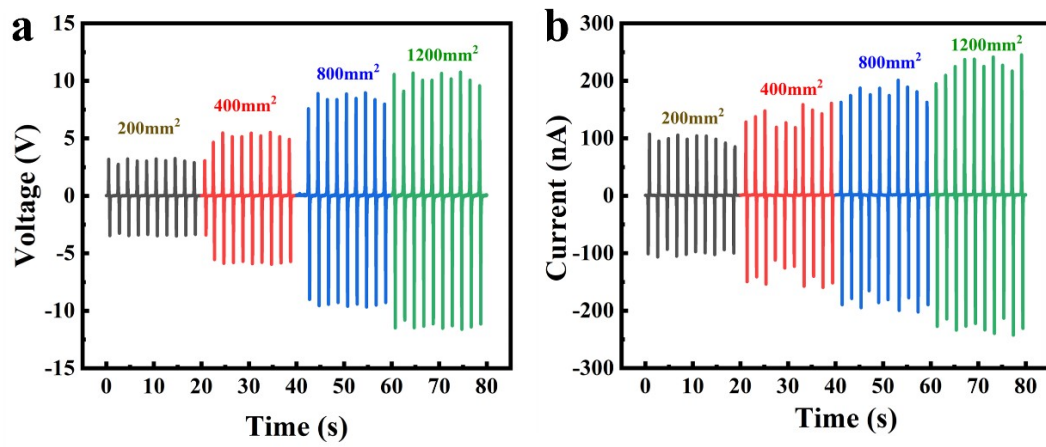 a
15
10
5
0
-5
-10
-15
Voltage (V)
200mm²
400mm²
800mm²
1200mm²
0 10 20 30 40 50 60 70 80
Time (s)
b
300
200
100
0
-100
-200
-300
Current (nA)
200mm²
400mm²
800mm²
1200mm²
0 10 20 30 40 50 60 70 80
Time (s)